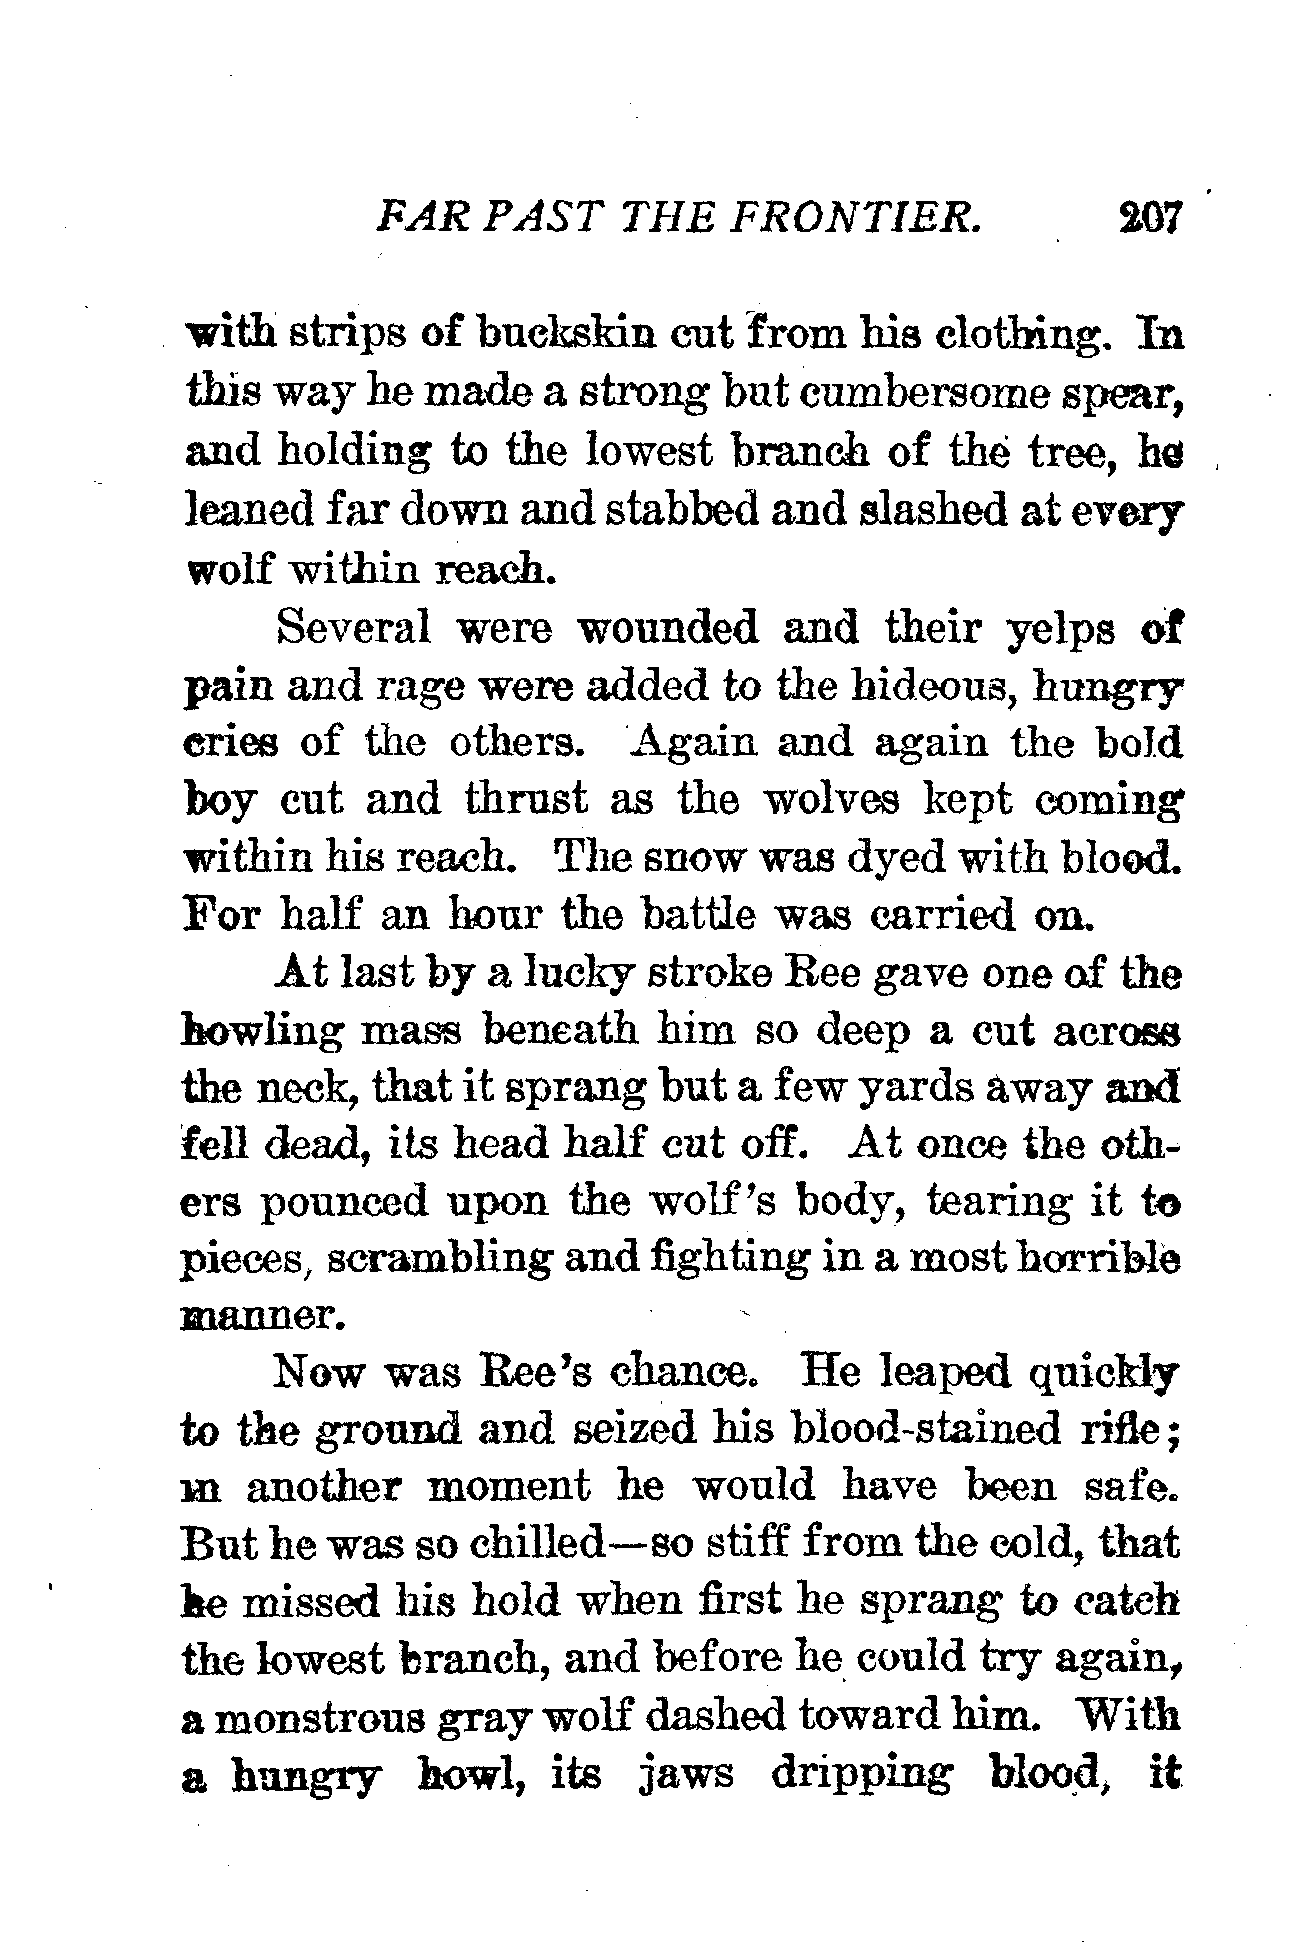 FAR PAST THE FRONTIER. 207
with strips of buckskin cut from his clothing. In
this way he made a strong but cumbersome spear,
and holding to the lowest branch of the tree, he
leaned far down and stabbed and slashed at every
wolf within reach.
Several were wounded and their yelps of
pain and rage were added to the hideous, hungry
cries of the others. Again and again the bold
boy cut and thrust as the wolves kept coming
within his reach. The snow was dyed with blood.
For half an hour the battle was carried on.
At last by a lucky stroke Ree gave one of the
howling mass beneath him so deep a cut across
the neck, that it sprang but a few yards away and
fell dead, its head half cut off. At once the oth-
ers pounced upon the wolf's body, tearing it to
pieces, scrambling and fighting in a most horrible
manner.
Now was Ree's chance. He leaped quickly
to the ground and seized his blood-stained rifle;
in another moment he would have been safe.
But he was so chilled—so stiff from the cold, that
he missed his hold when first he sprang to catch
the lowest branch, and before he could try again,
a monstrous gray wolf dashed toward him. With
a hungry howl, its jaws dripping blood, it